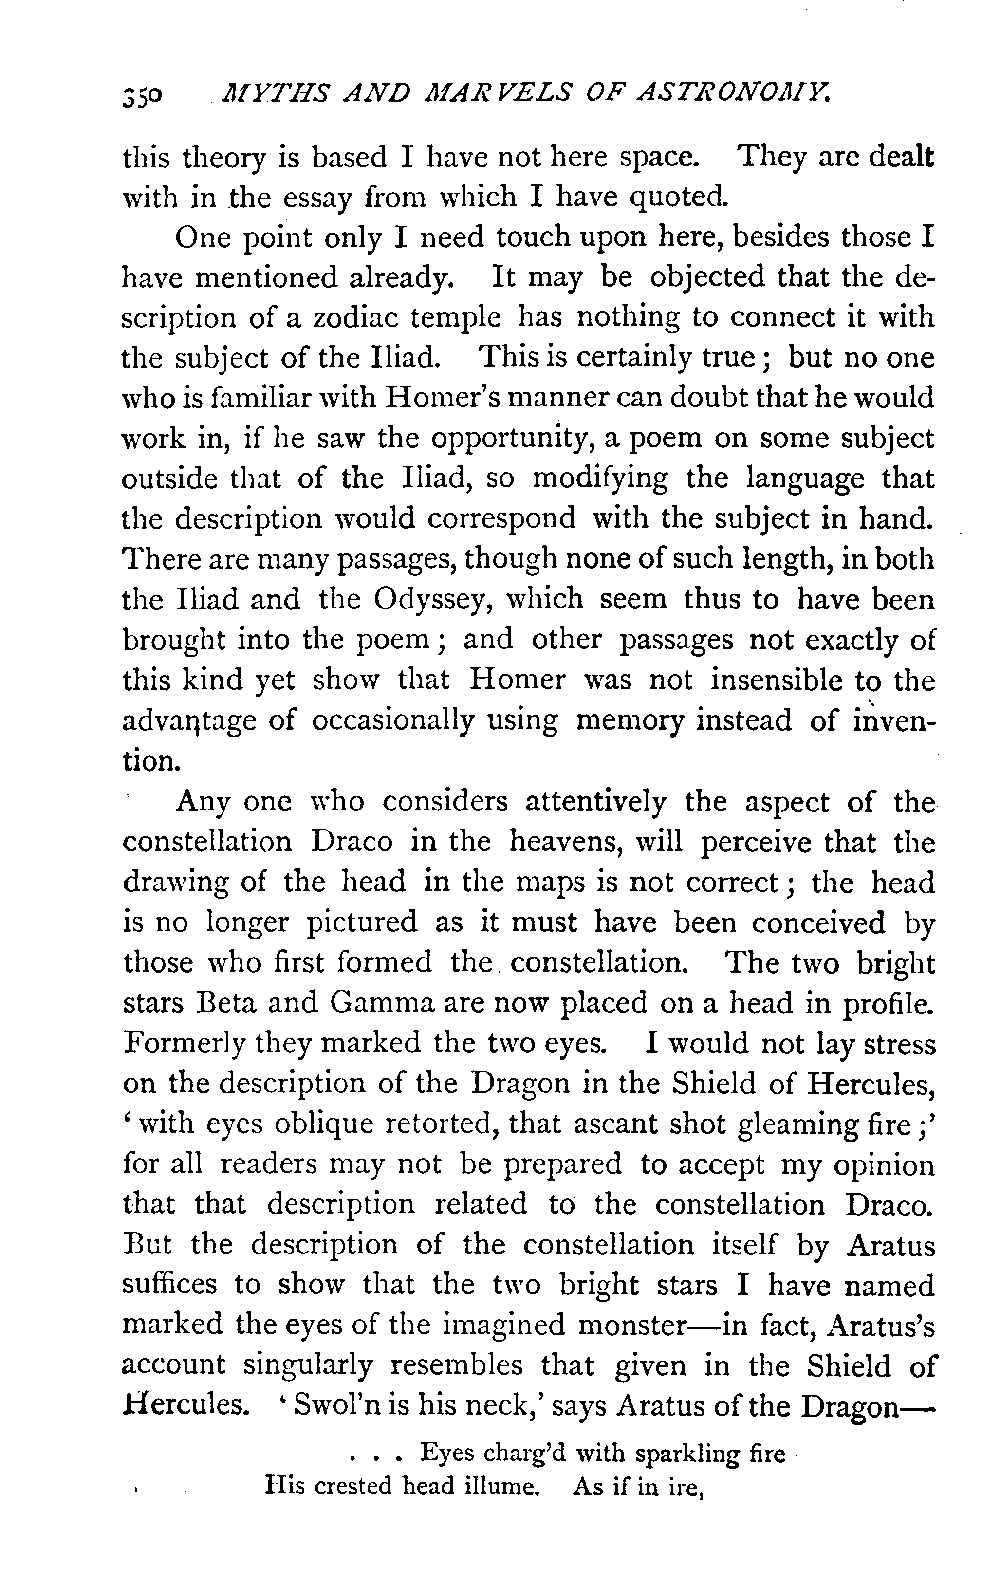 350 MYTHS AND MARVELS OF ASTRONOMY.
this theory is based I have not here space. They are dealt
with in the essay from which I have quoted.
One point only I need touch upon here, besides those I
have mentioned already. It may be objected that the de-
scription of a zodiac temple has nothing to connect it with
the subject of the Iliad. This is certainly true; but no one
who is familiar with Homer's manner can doubt that he would
work in, if he saw the opportunity, a poem on some subject
outside that of the Iliad, so modifying the language that
the description would correspond with the subject in hand.
There are many passages, though none of such length, in both
the Iliad and the Odyssey, which seem thus to have been
brought into the poem; and other passages not exactly of
this kind yet show that Homer was not insensible to the
advantage of occasionally using memory instead of inven-
tion.
Any one who considers attentively the aspect of the
constellation Draco in the heavens, will perceive that the
drawing of the head in the maps is not correct; the head
is no longer pictured as it must have been conceived by
those who first formed the constellation. The two bright
stars Beta and Gamma are now placed on a head in profile.
Formerly they marked the two eyes. I would not lay stress
on the description of the Dragon in the Shield of Hercules,
'with eyes oblique retorted, that ascant shot gleaming fire;'
for all readers may not be prepared to accept my opinion
that that description related to the constellation Draco.
But the description of the constellation itself by Aratus
suffices to show that the two bright stars I have named
marked the eyes of the imagined monster—in fact, Aratus's
account singularly resembles that given in the Shield of
Hercules. 'Swol'n is his neck,' says Aratus of the Dragon—
. . . Eyes charg'd with sparkling fire
His crested head illume. As if in ire,